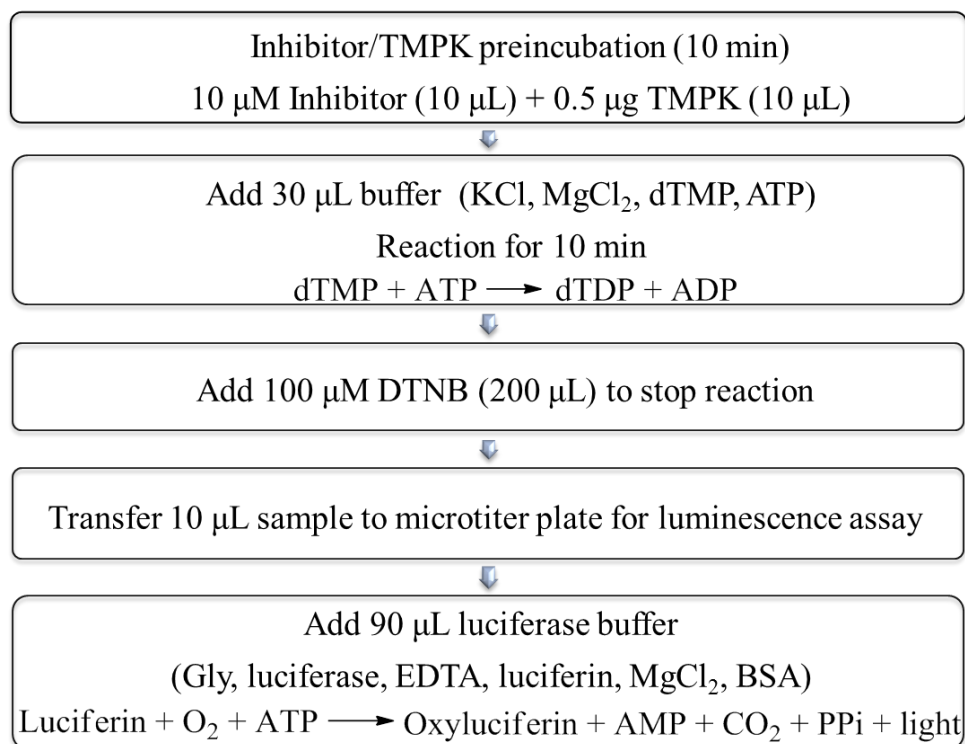 Inhibitor/TMPK preincubation (10 min)
10 μM Inhibitor (10 μL) + 0.5 μg TMPK (10 μL)
Add 30 μL buffer (KCl, MgCl₂, dTMP, ATP)
Reaction for 10 min
dTMP + ATP ⟶ dTDP + ADP
Add 100 μM DTNB (200 μL) to stop reaction
Transfer 10 μL sample to microtiter plate for luminescence assay
Add 90 μL luciferase buffer
(Gly, luciferase, EDTA, luciferin, MgCl₂, BSA)
Luciferin + O₂ + ATP ⟶ Oxyluciferin + AMP + CO₂ + PPi + light